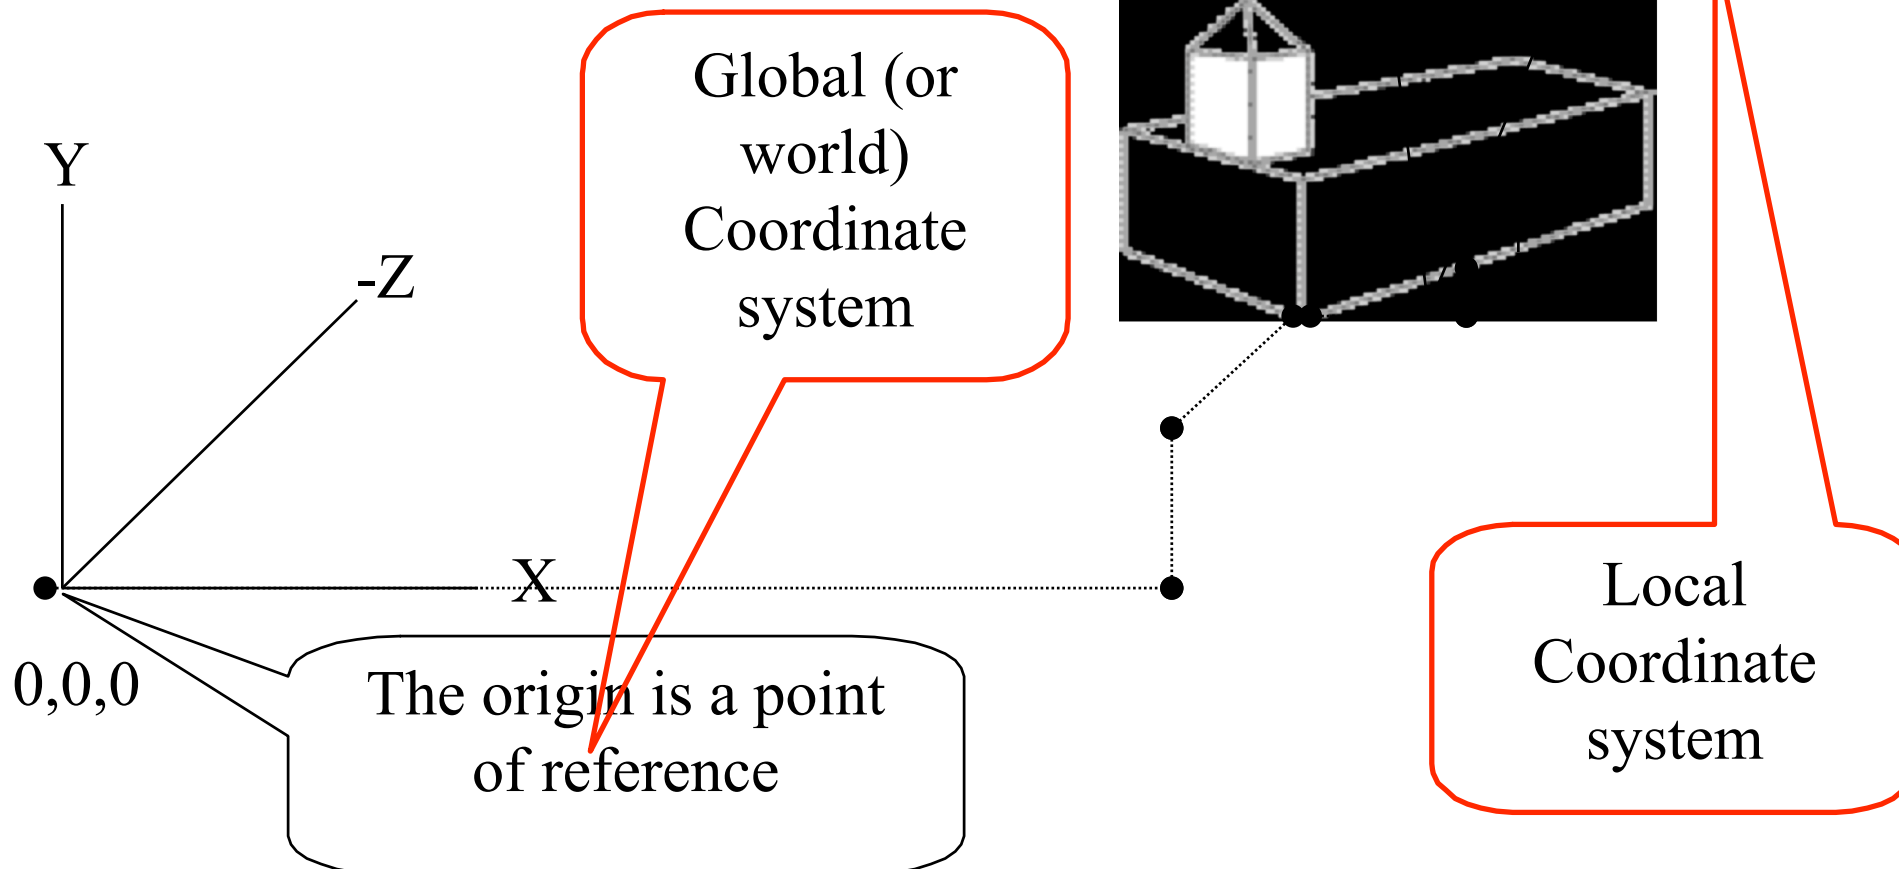 Global (or
world)
Coordinate
system
Y
-Z
X
0,0,0
The origin is a point
of reference
Local
Coordinate
system